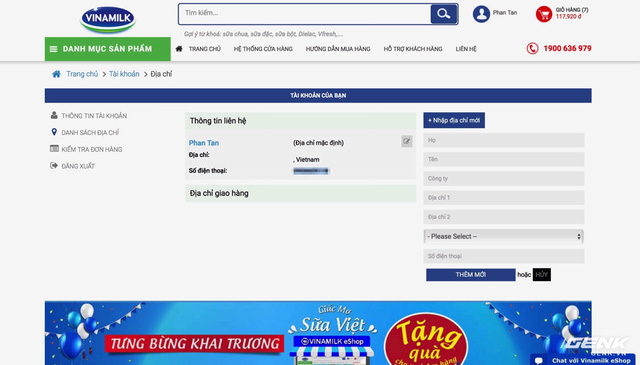 VINAMILK
Tìm kiếm...
Gợi ý từ khóa: sữa chua, sữa đặc, sữa bột, Dielac, Vfresh,....
Phan Tan
GIỎ HÀNG (7)
117,920 đ
DANH MỤC SẢN PHẨM
TRANG CHỦ HỆ THỐNG CỬA HÀNG HƯỚNG DẪN MUA HÀNG HỖ TRỢ KHÁCH HÀNG LIÊN HỆ
1900 636 979
Trang chủ > Tài khoản > Địa chỉ
TÀI KHOẢN CỦA BẠN
THÔNG TIN TÀI KHOẢN
DANH SÁCH ĐỊA CHỈ
KIỂM TRA ĐƠN HÀNG
ĐĂNG XUẤT
Thông tin liên hệ
Phan Tan (Địa chỉ mặc định)
Địa chỉ:
, Vietnam
Số điện thoại:
Địa chỉ giao hàng
+ Nhập địa chỉ mới
Họ
Tên
Công ty
Địa chỉ 1
Địa chỉ 2
- Please Select --
Số điện thoại
THÊM MỚI hoặc HỦY
TƯNG BỪNG KHAI TRƯƠNG
Giấc Mơ
Sữa Việt
VINAMILK eShop
Tặng
quà
GENK
GENK.VN
Chat với Vinamilk eShop